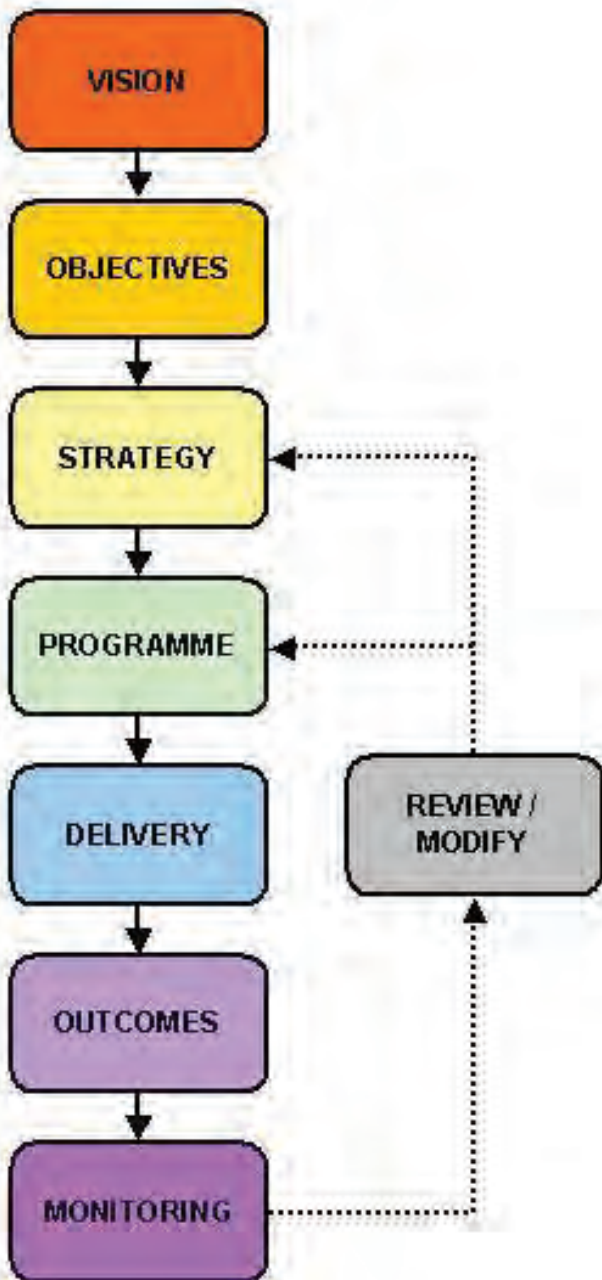 VISION
OBJECTIVES
STRATEGY
PROGRAMME
DELIVERY
REVIEW /
MODIFY
OUTCOMES
MONITORING